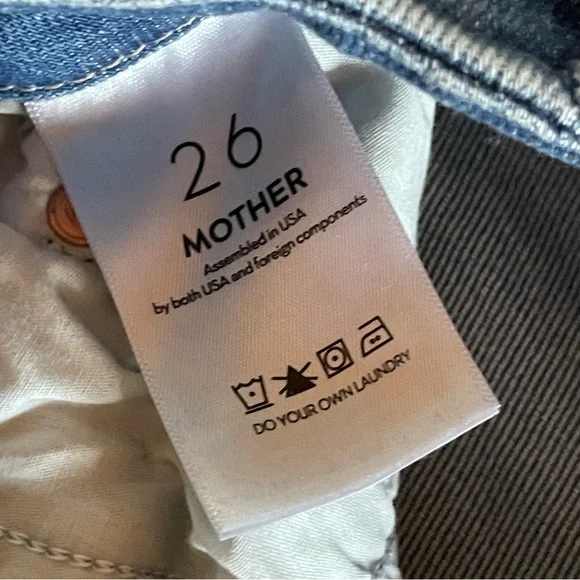 26
MOTHER
Assembled in USA
by both USA and foreign components
DO YOUR OWN LAUNDRY